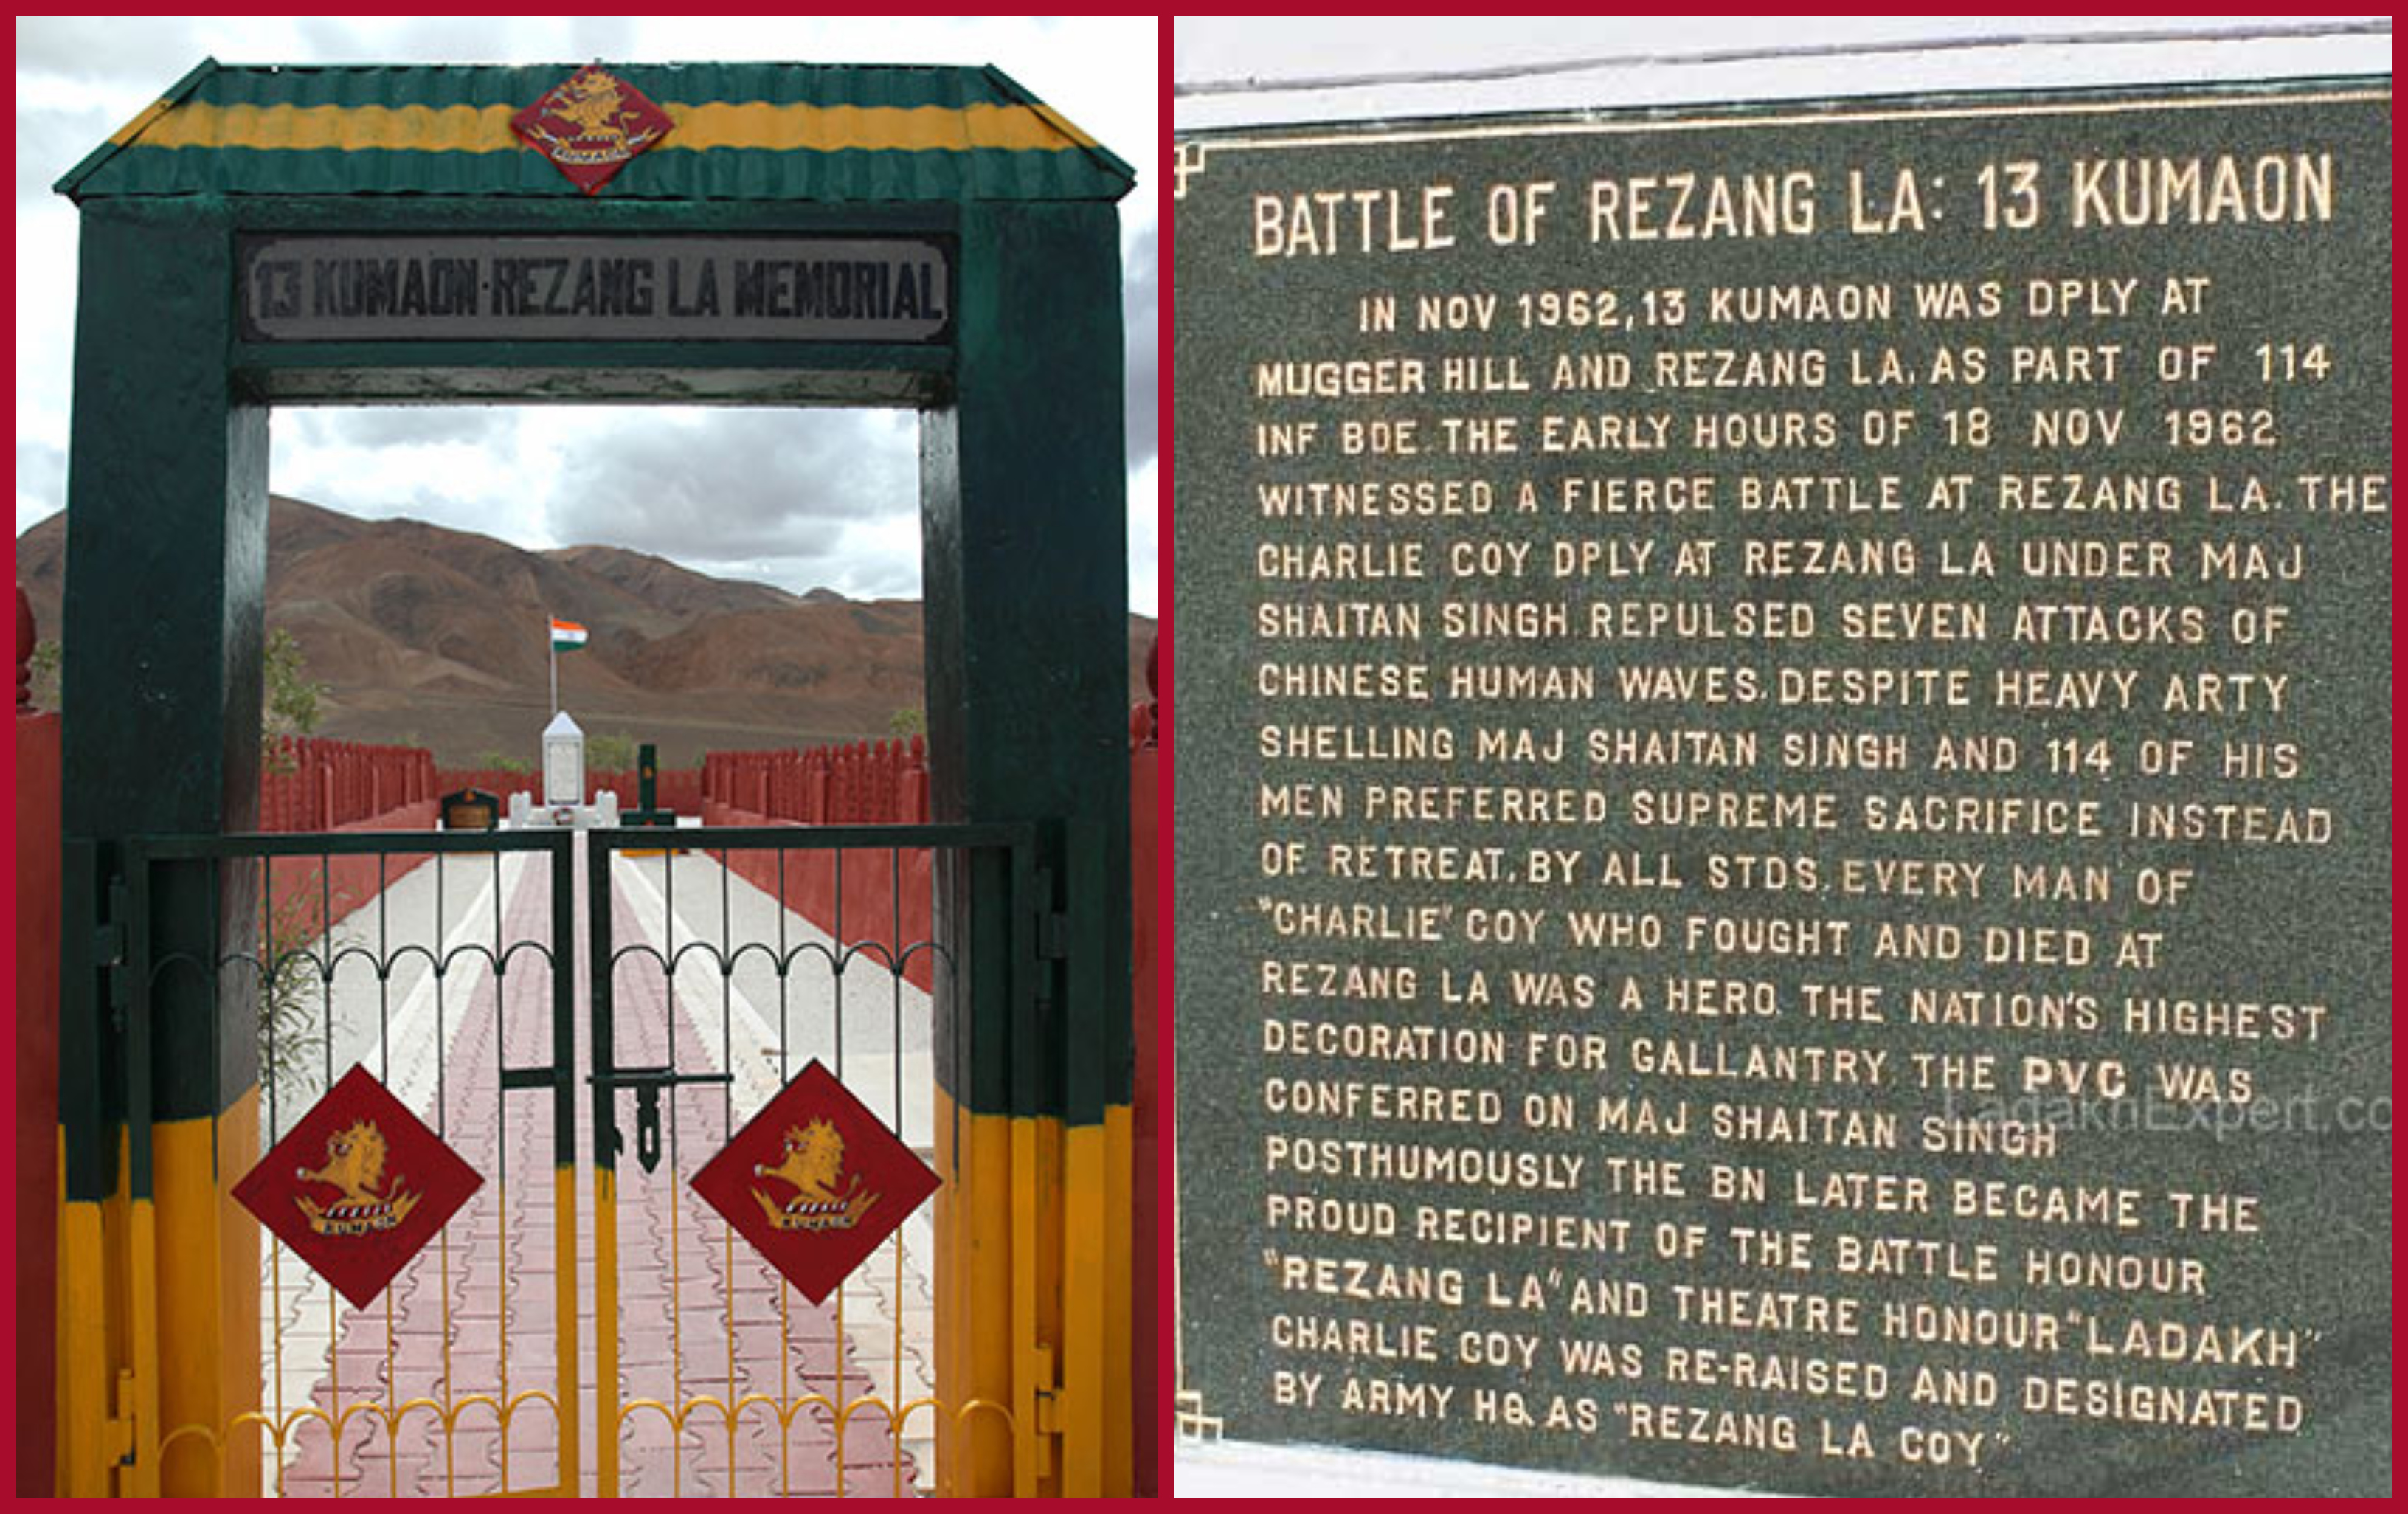 KUMAON
13 KUMAON·REZANG LA MEMORIAL
KUMAON
KUMAON
BATTLE OF REZANG LA: 13 KUMAON
IN NOV 1962,13 KUMAON WAS DPLY AT
MUGGER HILL AND REZANG LA. AS PART OF 114
INF BDE. THE EARLY HOURS OF 18 NOV 1962
WITNESSED A FIERCE BATTLE AT REZANG LA. THE
CHARLIE COY DPLY AT REZANG LA UNDER MAJ
SHAITAN SINGH REPULSED SEVEN ATTACKS OF
CHINESE HUMAN WAVES. DESPITE HEAVY ARTY
SHELLING MAJ SHAITAN SINGH AND 114 OF HIS
MEN PREFERRED SUPREME SACRIFICE INSTEAD
OF RETREAT. BY ALL STDS, EVERY MAN OF
"CHARLIE" COY WHO FOUGHT AND DIED AT
REZANG LA WAS A HERO. THE NATION'S HIGHEST
DECORATION FOR GALLANTRY THE PVC WAS
CONFERRED ON MAJ SHAITAN SINGH
POSTHUMOUSLY THE BN LATER BECAME THE
PROUD RECIPIENT OF THE BATTLE HONOUR
"REZANG LA" AND THEATRE HONOUR "LADAKH"
CHARLIE COY WAS RE-RAISED AND DESIGNATED
BY ARMY HQ AS "REZANG LA COY"
LadakhExpert.co